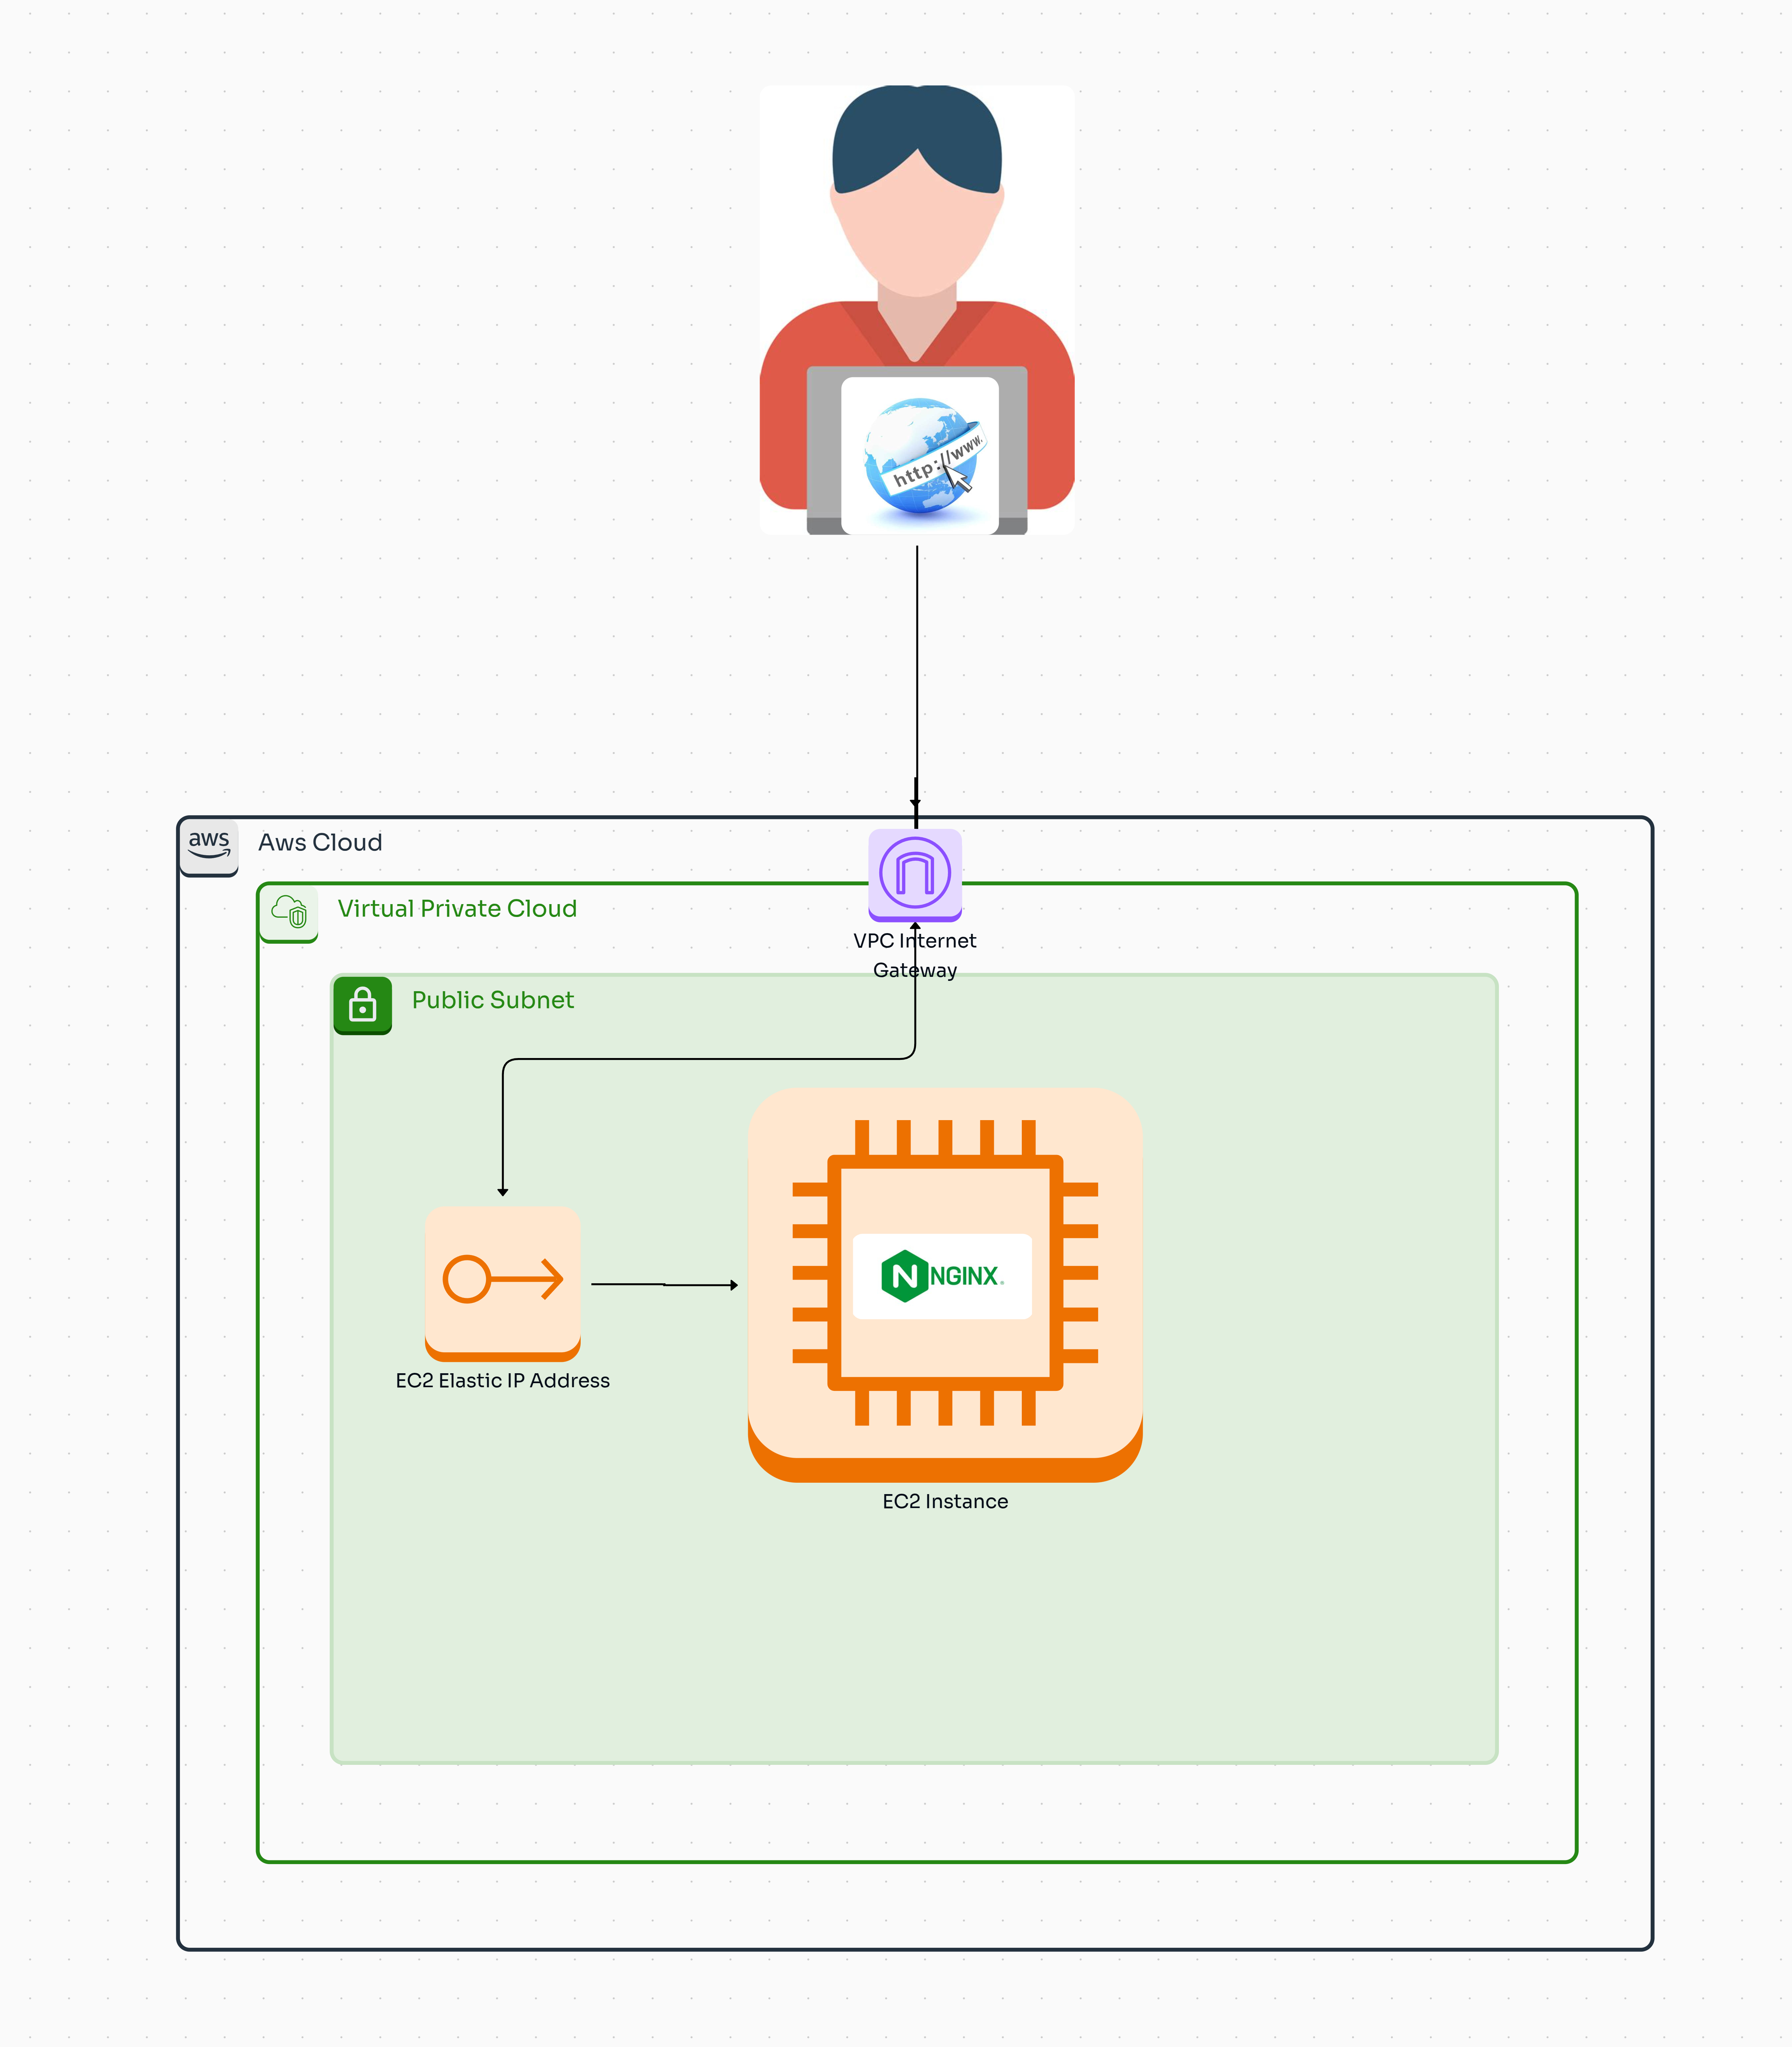 http://www.
aws
Aws Cloud
Virtual Private Cloud
VPC Internet
Gateway
Public Subnet
N NGINX
EC2 Elastic IP Address
EC2 Instance